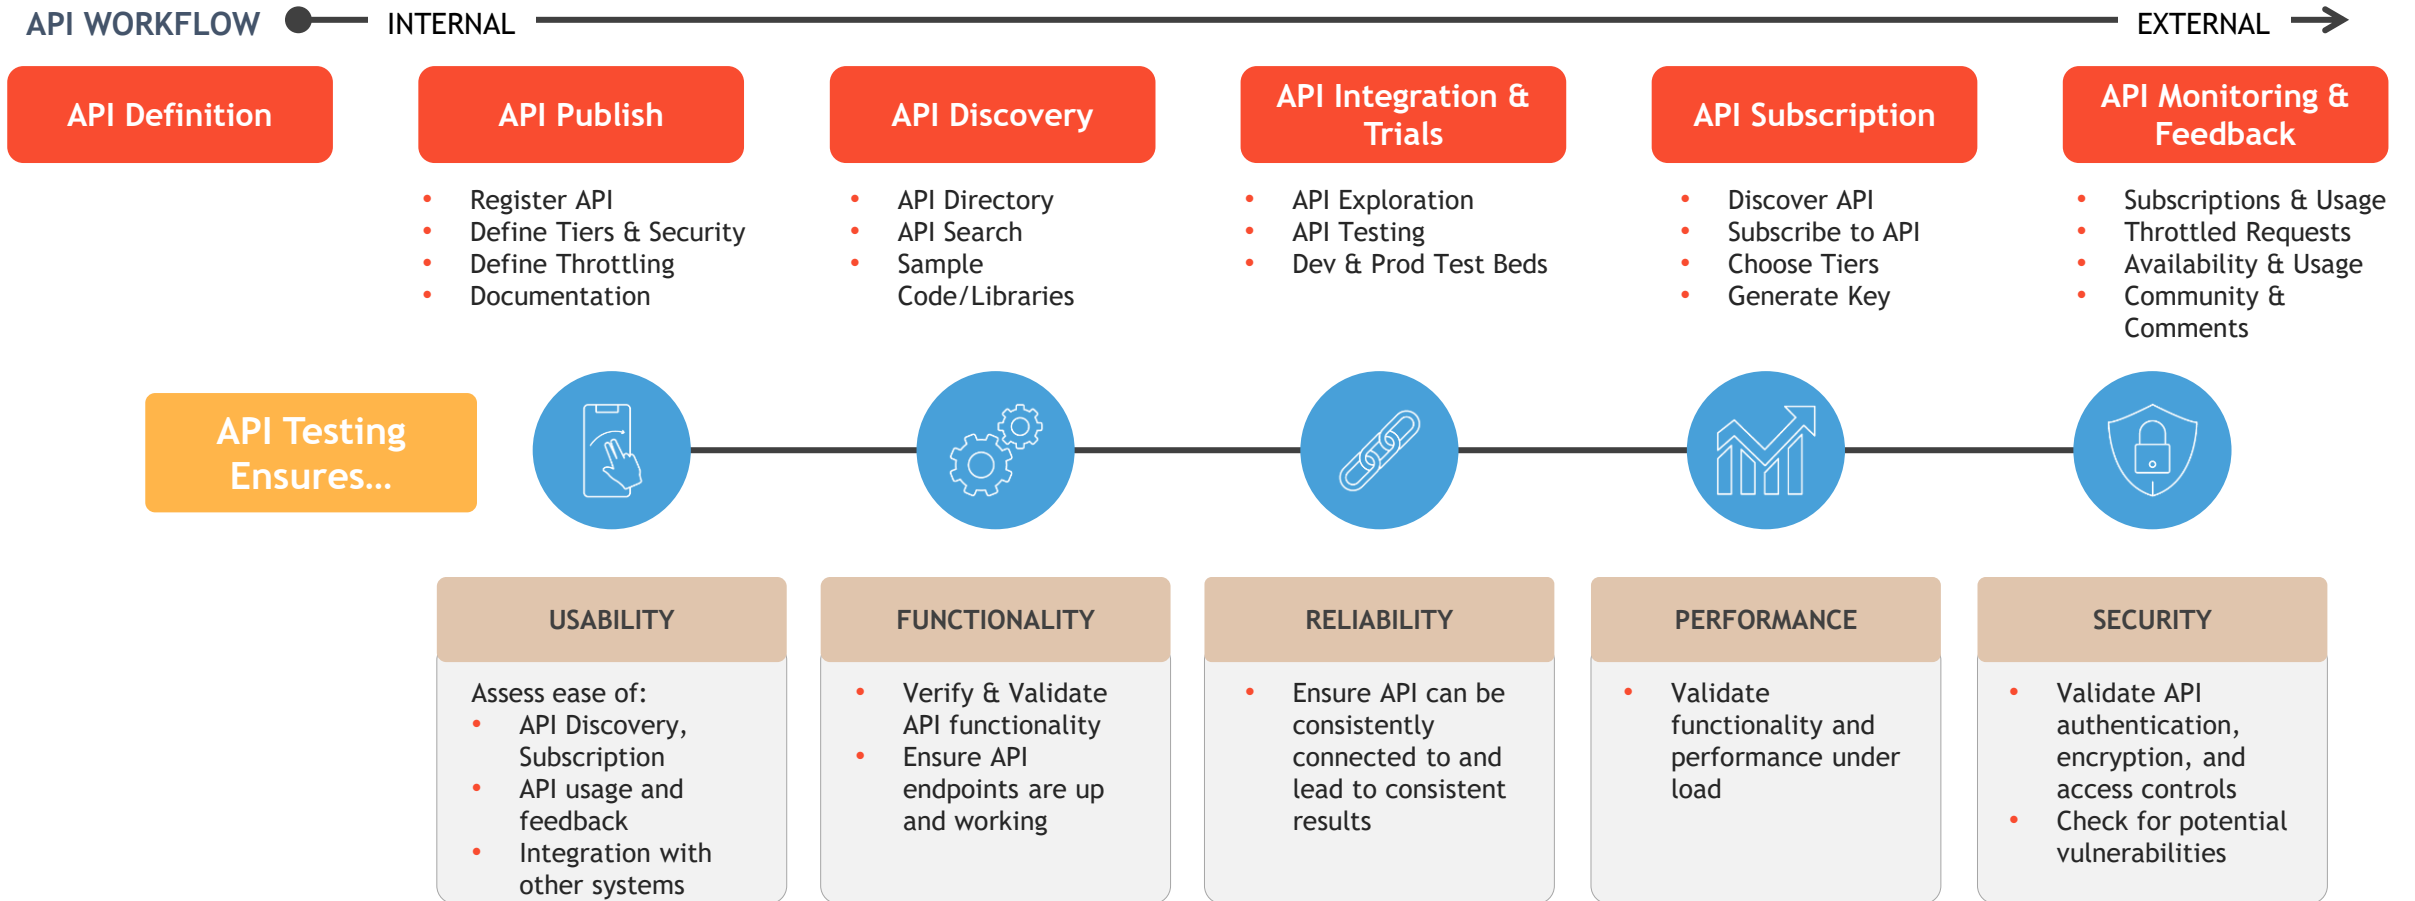 API WORKFLOW
INTERNAL
EXTERNAL
API Definition
API Publish
• Register API
• Define Tiers & Security
• Define Throttling
• Documentation
API Discovery
• API Directory
• API Search
• Sample
Code/Libraries
API Integration &
Trials
• API Exploration
• API Testing
• Dev & Prod Test Beds
API Subscription
• Discover API
• Subscribe to API
• Choose Tiers
• Generate Key
API Monitoring &
Feedback
• Subscriptions & Usage
• Throttled Requests
• Availability & Usage
• Community &
Comments
API Testing
Ensures…
USABILITY
Assess ease of:
• API Discovery,
Subscription
• API usage and
feedback
• Integration with
other systems
FUNCTIONALITY
• Verify & Validate
API functionality
• Ensure API
endpoints are up
and working
RELIABILITY
• Ensure API can be
consistently
connected to and
lead to consistent
results
PERFORMANCE
• Validate
functionality and
performance under
load
SECURITY
• Validate API
authentication,
encryption, and
access controls
• Check for potential
vulnerabilities